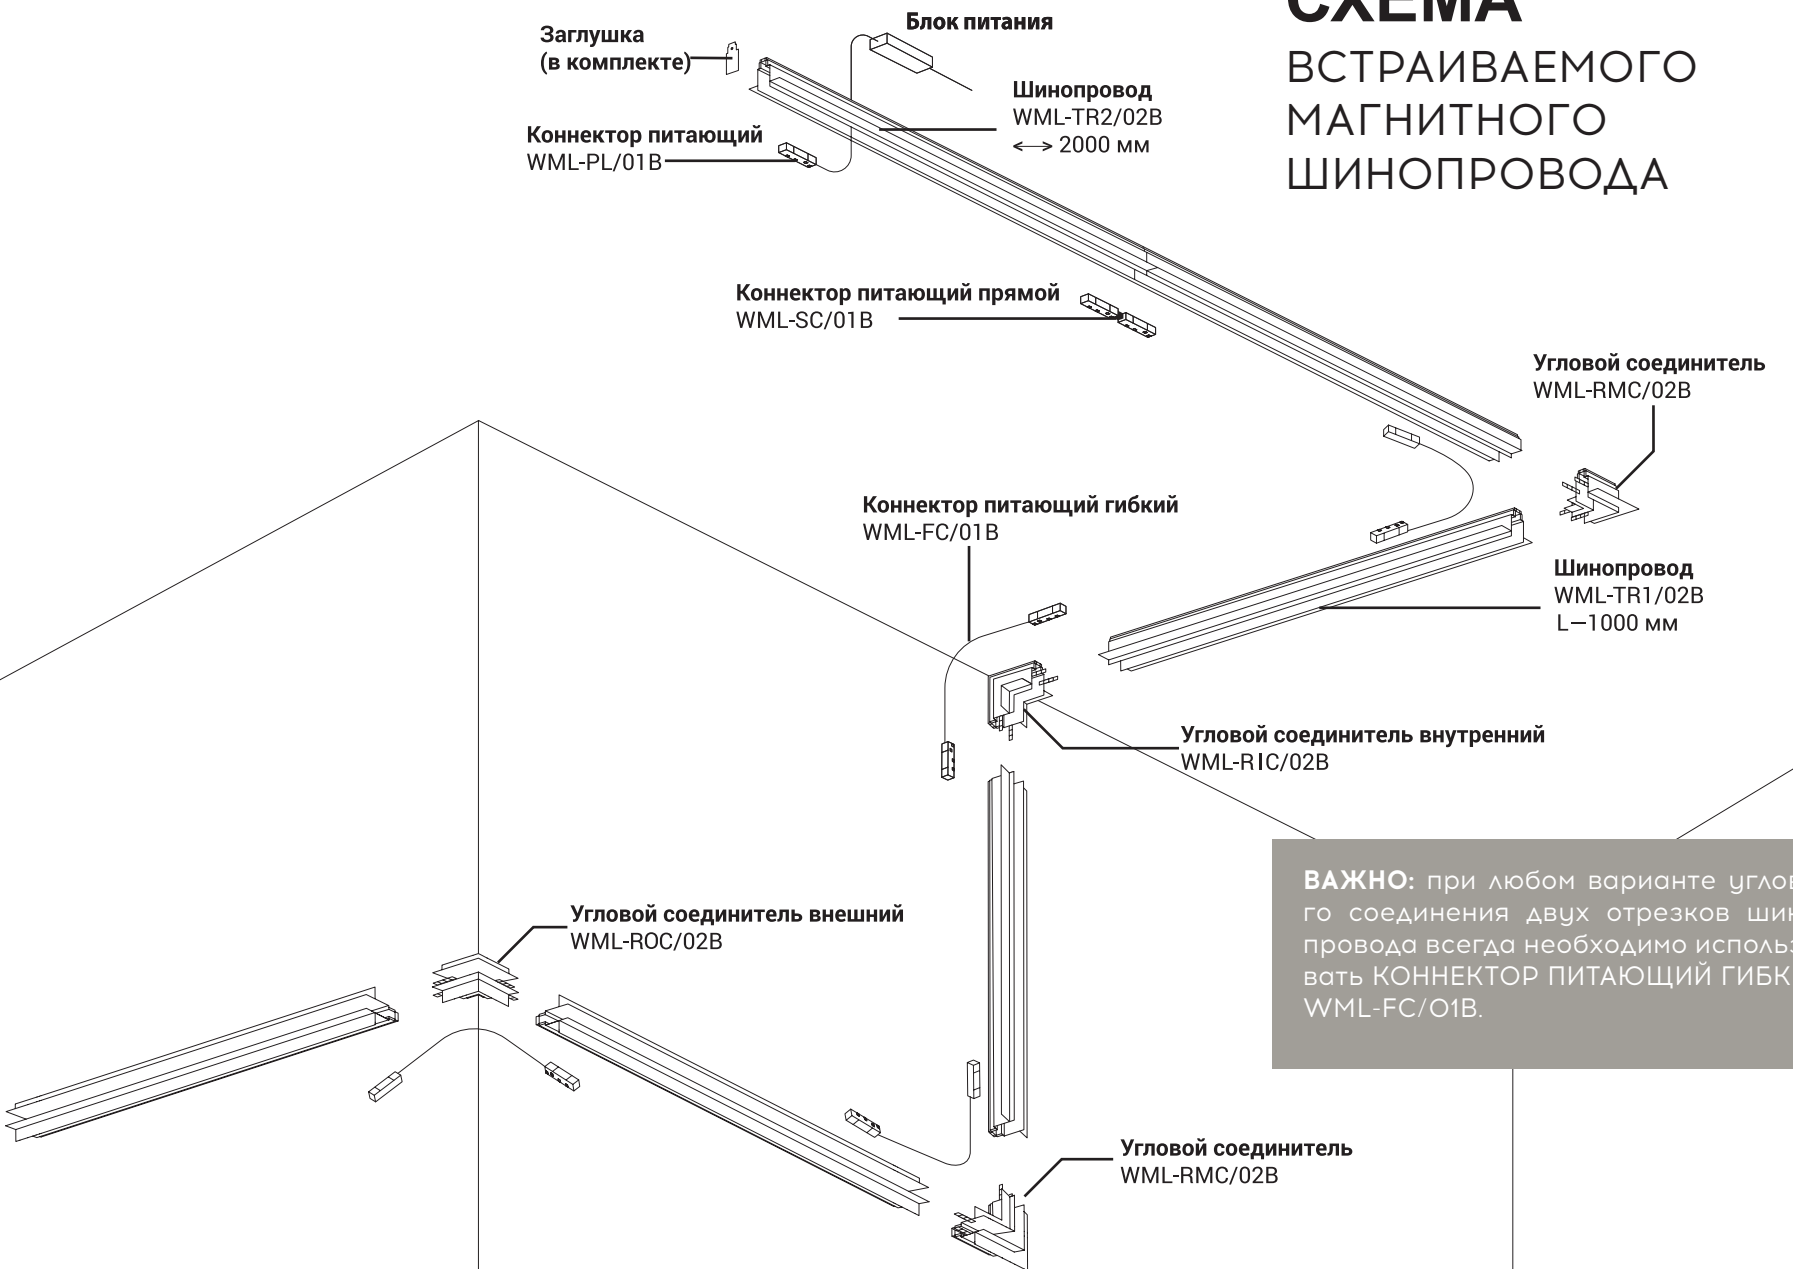 СХЕМА
ВСТРАИВАЕМОГО
МАГНИТНОГО
ШИНОПРОВОДА
Заглушка
(в комплекте)
Блок питания
Шинопровод
WML-TR2/02B
2000 мм
Коннектор питающий
WML-PL/01B
Коннектор питающий прямой
WML-SC/01B
Угловой соединитель
WML-RMC/02B
Коннектор питающий гибкий
WML-FC/01B
Шинопровод
WML-TR1/02B
L—1000 мм
Угловой соединитель внутренний
WML-RIC/02B
ВАЖНО: при любом варианте углов
го соединения двух отрезков шин
провода всегда необходимо использ
вать КОННЕКТОР ПИТАЮЩИЙ ГИБК
WML-FC/01B.
Угловой соединитель внешний
WML-ROC/02B
Угловой соединитель
WML-RMC/02B